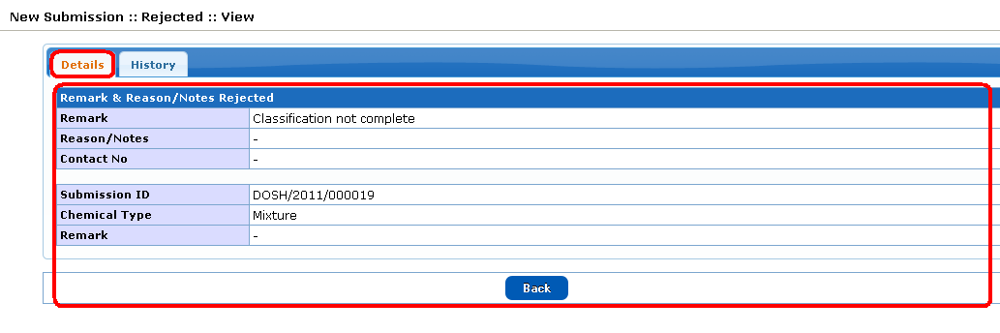 New Submission :: Rejected :: View
Details History
Remark & Reason/Notes Rejected
Remark Classification not complete
Reason/Notes -
Contact No -
Submission ID DOSH/2011/000019
Chemical Type Mixture
Remark -
Back